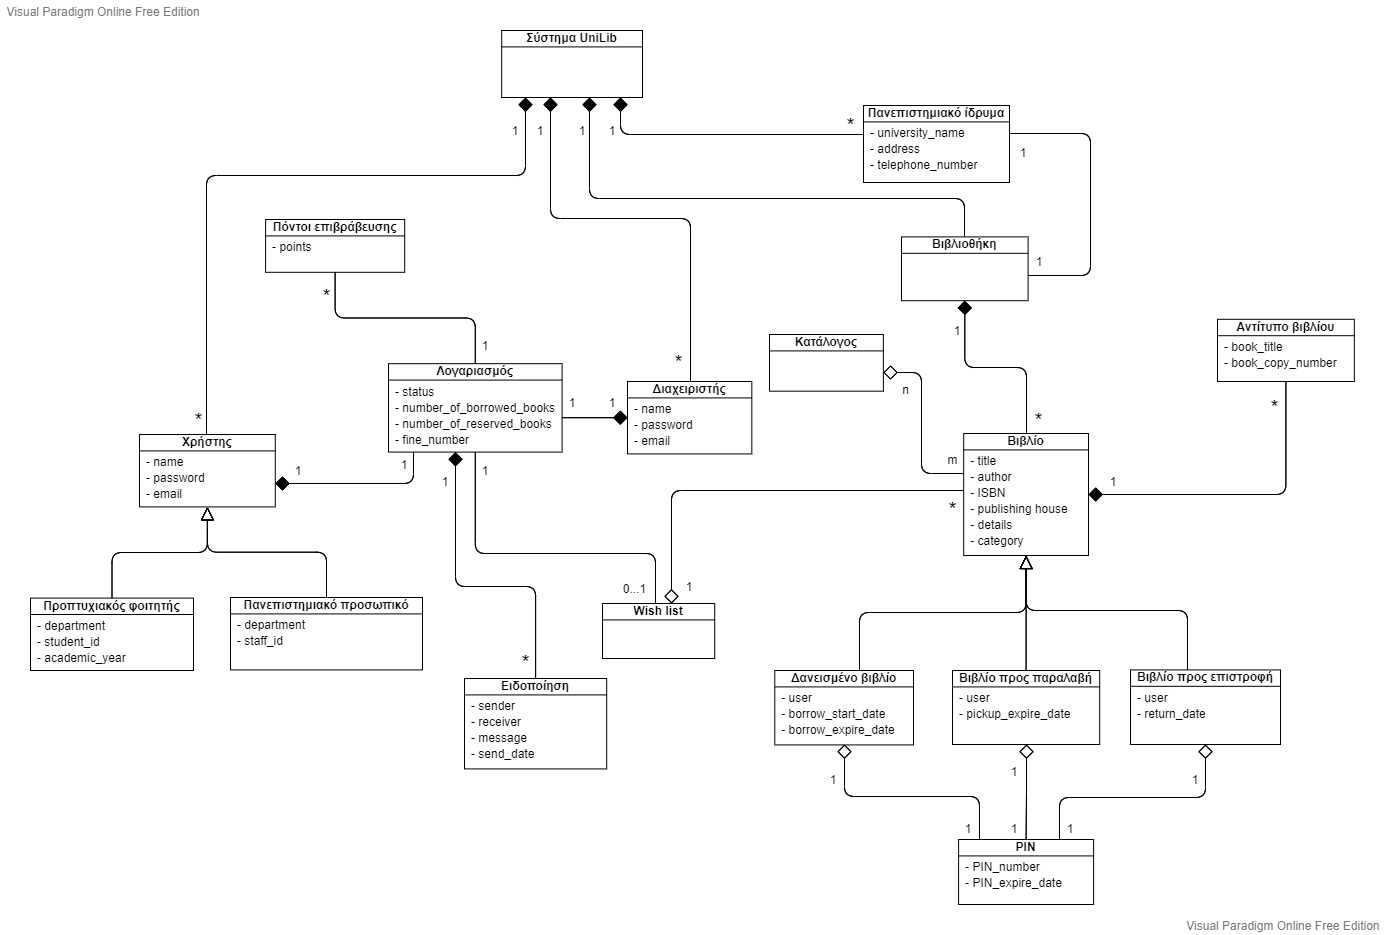 Visual Paradigm Online Free Edition
Σύστημα UniLib
1
1
1
1
*
Πανεπιστημιακό ίδρυμα
- university_name
- address
- telephone_number
1
Πόντοι επιβράβευσης
- points
*
1
Βιβλιοθήκη
1
1
Κατάλογος
n
Αντίτυπο βιβλίου
- book_title
- book_copy_number
*
Λογαριασμός
- status
- number_of_borrowed_books
- number_of_reserved_books
- fine_number
1
1
*
Διαχειριστής
- name
- password
- email
*
Χρήστης
- name
- password
- email
1
1
1
1
*
Βιβλίο
- title
- author
- ISBN
- publishing house
- details
- category
m
*
1
Προπτυχιακός φοιτητής
- department
- student_id
- academic_year
Πανεπιστημιακό προσωπικό
- department
- staff_id
0...1
1
Wish list
*
Ειδοποίηση
- sender
- receiver
- message
- send_date
Δανεισμένο βιβλίο
- user
- borrow_start_date
- borrow_expire_date
Βιβλίο προς παραλαβή
- user
- pickup_expire_date
Βιβλίο προς επιστροφή
- user
- return_date
1
1
1
1
1
1
PIN
- PIN_number
- PIN_expire_date
Visual Paradigm Online Free Edition